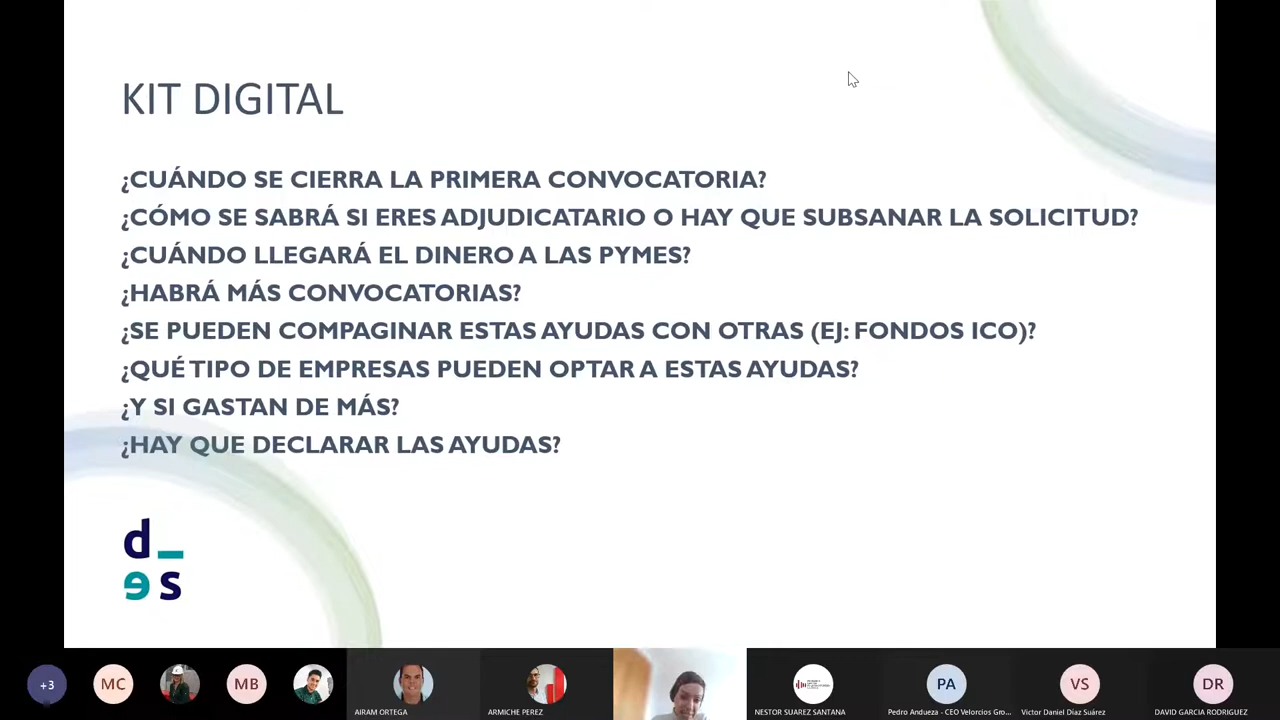 KIT DIGITAL
¿CUÁNDO SE CIERRA LA PRIMERA CONVOCATORIA?
¿CÓMO SE SABRÁ SI ERES ADJUDICATARIO O HAY QUE SUBSANAR LA SOLICITUD?
¿CUÁNDO LLEGARÁ EL DINERO A LAS PYMES?
¿HABRÁ MÁS CONVOCATORIAS?
¿SE PUEDEN COMPAGINAR ESTAS AYUDAS CON OTRAS (EJ: FONDOS ICO)?
¿QUÉ TIPO DE EMPRESAS PUEDEN OPTAR A ESTAS AYUDAS?
¿Y SI GASTAN DE MÁS?
¿HAY QUE DECLARAR LAS AYUDAS?
d_
es
+3 MC MB PA VS DR
AIRAM ORTEGA ARMICHE PEREZ NESTOR SUAREZ SANTANA Pedro Andueza - CEO Velorcios Gro... Victor Daniel Díaz Suárez DAVID GARCIA RODRIGUEZ